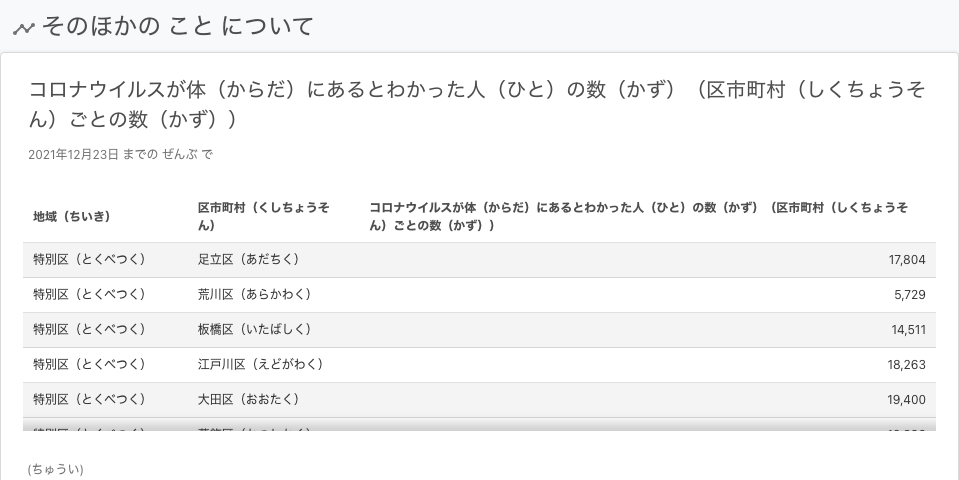 そのほかの こと について
コロナウイルスが体（からだ）にあるとわかった人（ひと）の数（かず）（区市町村（しくちょうそ
ん）ごとの数（かず））
2021年12月23日 までの ぜんぶ で
地域（ちいき） 区市町村（くしちょうそ コロナウイルスが体（からだ）にあるとわかった人（ひと）の数（かず）（区市町村（しくちょうそ
ん） ん）ごとの数（かず））
特別区（とくべつく） 足立区（あだちく） 17,804
特別区（とくべつく） 荒川区（あらかわく） 5,729
特別区（とくべつく） 板橋区（いたばしく） 14,511
特別区（とくべつく） 江戸川区（えどがわく） 18,263
特別区（とくべつく） 大田区（おおたく） 19,400
(ちゅうい)